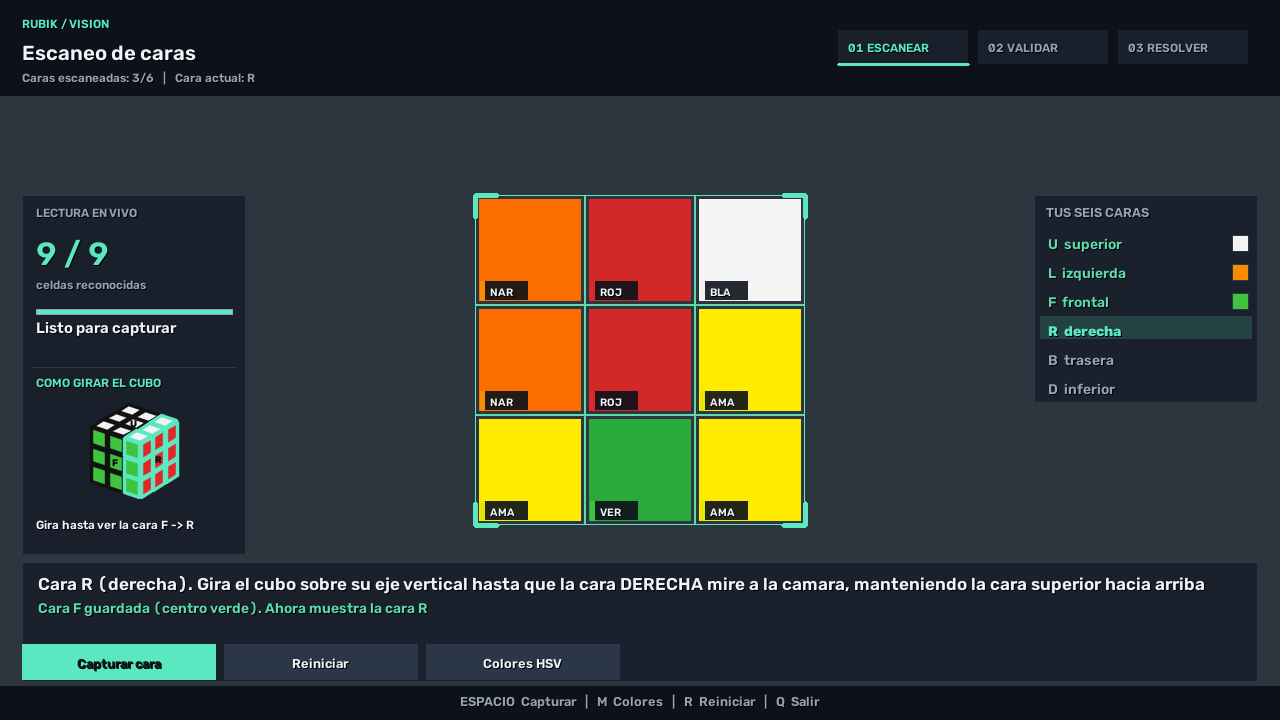 RUBIK / VISION
Escaneo de caras
Caras escaneadas: 3/6 | Cara actual: R
01 ESCANEAR
02 VALIDAR
03 RESOLVER
LECTURA EN VIVO
9 / 9
celdas reconocidas
Listo para capturar
COMO GIRAR EL CUBO
U
F
R
Gira hasta ver la cara F -> R
NAR
ROJ
BLA
NAR
ROJ
AMA
AMA
VER
AMA
TUS SEIS CARAS
U superior
L izquierda
F frontal
R derecha
B trasera
D inferior
Cara R (derecha). Gira el cubo sobre su eje vertical hasta que la cara DERECHA mire a la camara, manteniendo la cara superior hacia arriba
Cara F guardada (centro verde). Ahora muestra la cara R
Capturar cara
Reiniciar
Colores HSV
ESPACIO Capturar | M Colores | R Reiniciar | Q Salir